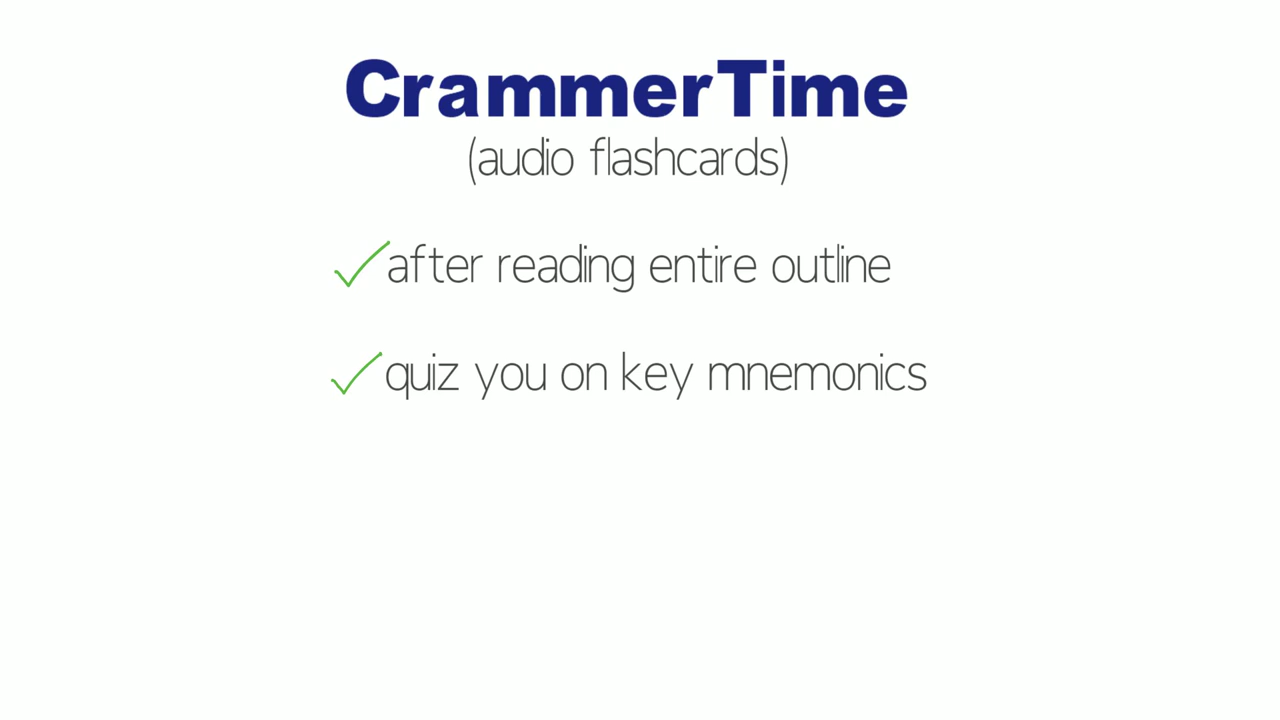 CrammerTime
(audio flashcards)
after reading entire outline
quiz you on key mnemonics